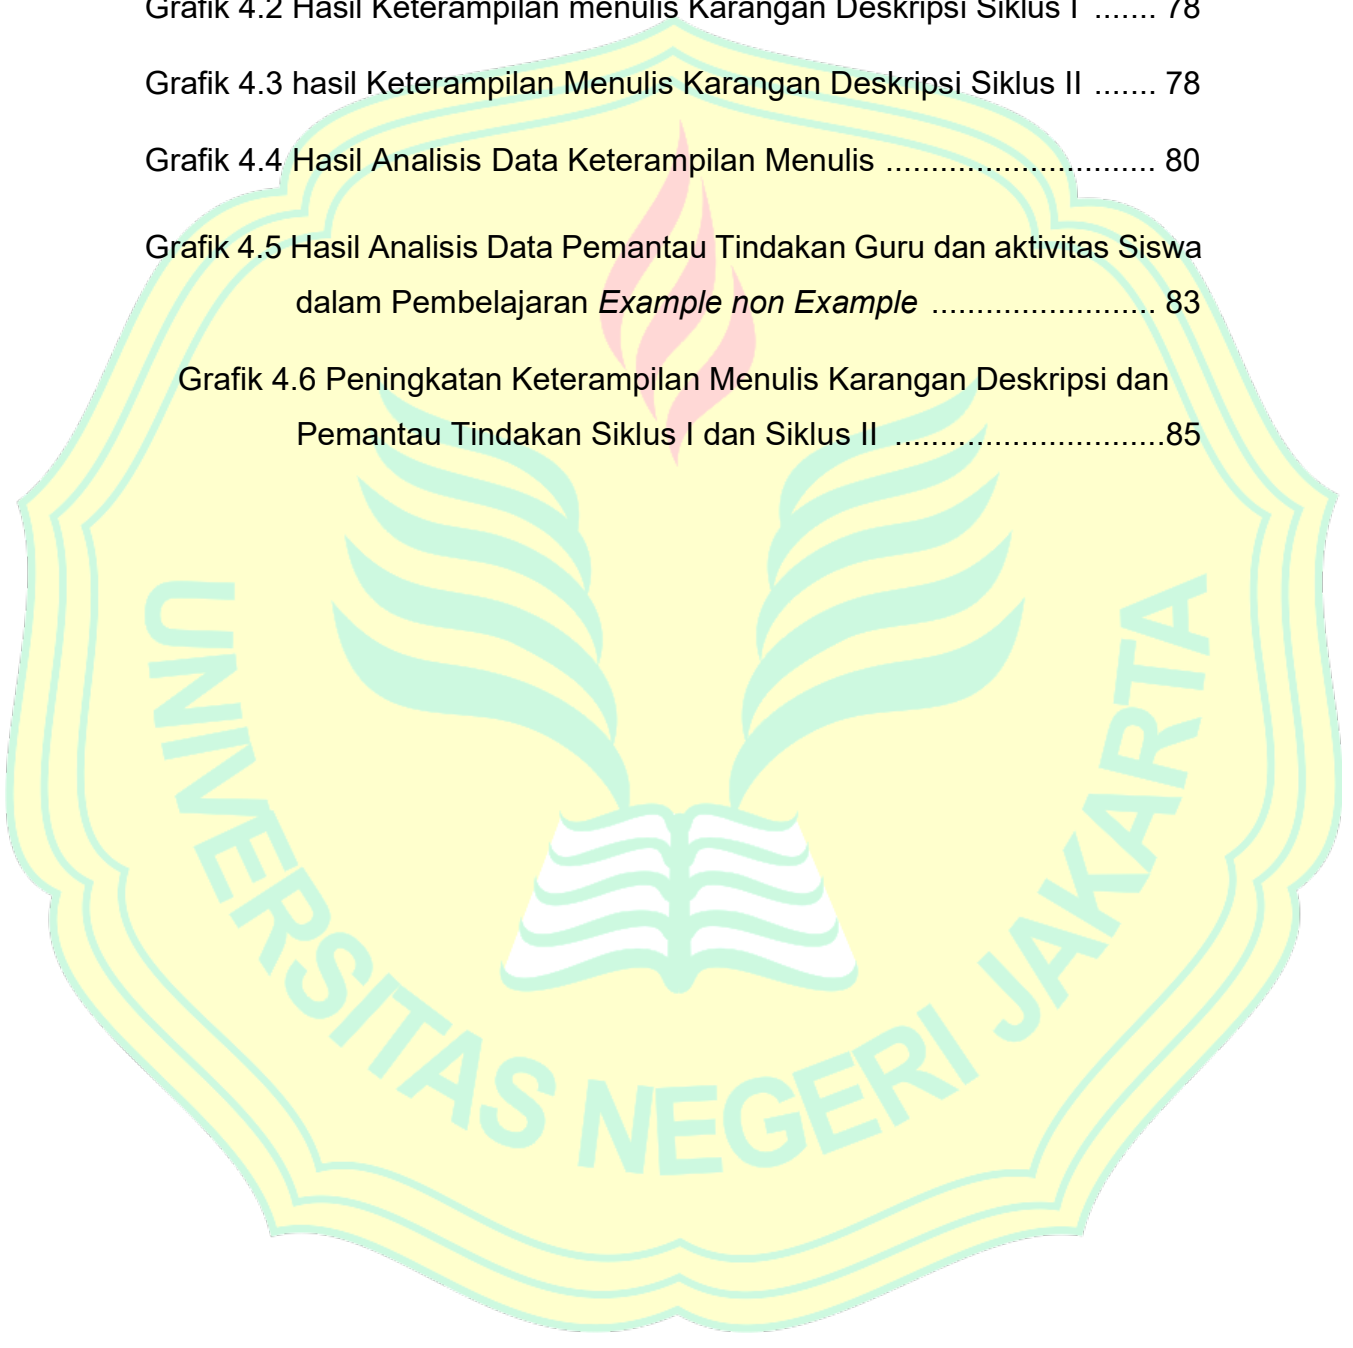 Grafik 4.2 Hasil Keterampilan menulis Karangan Deskripsi Siklus I ....... 78
Grafik 4.3 hasil Keterampilan Menulis Karangan Deskripsi Siklus II ....... 78
Grafik 4.4 Hasil Analisis Data Keterampilan Menulis .............................. 80
Grafik 4.5 Hasil Analisis Data Pemantau Tindakan Guru dan aktivitas Siswa
dalam Pembelajaran Example non Example ......................... 83
Grafik 4.6 Peningkatan Keterampilan Menulis Karangan Deskripsi dan
Pemantau Tindakan Siklus I dan Siklus II ..............................85
UNIVERSITAS NEGERI JAKARTA